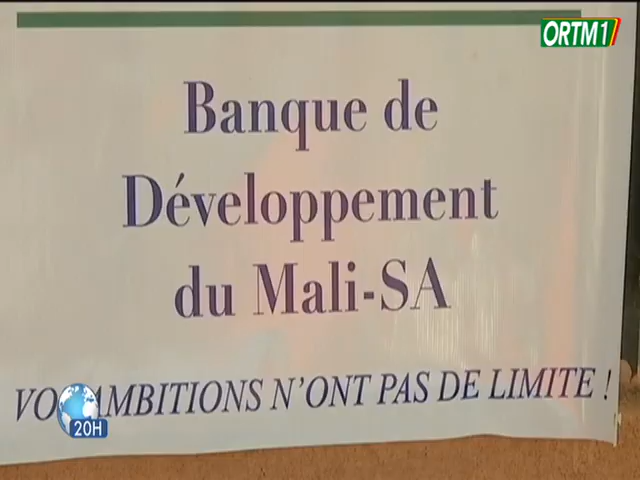 ORTM1
Banque de
Développement
du Mali-SA
AMBITIONS N'ONT PAS DE LIMITE !
20H